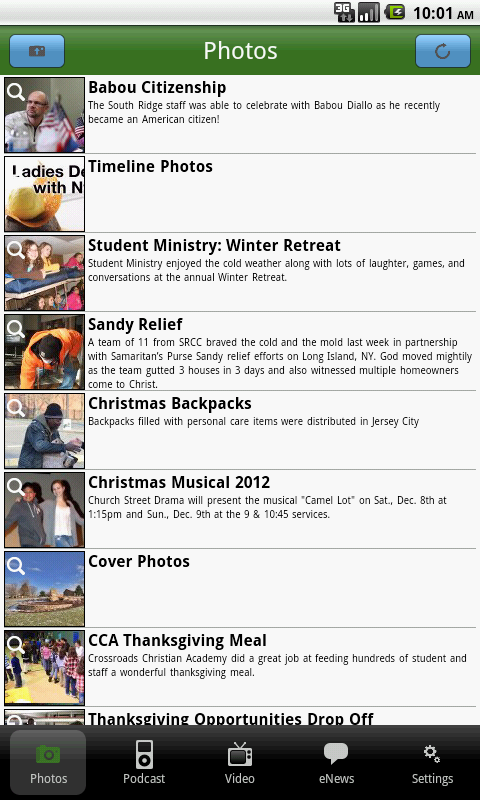 3G 10:01 AM
Photos
Babou Citizenship
The South Ridge staff was able to celebrate with Babou Diallo as he recently
became an American citizen!
Ladies De
with N
Timeline Photos
Student Ministry: Winter Retreat
Student Ministry enjoyed the cold weather along with lots of laughter, games, and
conversations at the annual Winter Retreat.
Sandy Relief
A team of 11 from SRCC braved the cold and the mold last week in partnership
with Samaritan's Purse Sandy relief efforts on Long Island, NY. God moved mightily
as the team gutted 3 houses in 3 days and also witnessed multiple homeowners
come to Christ.
Christmas Backpacks
Backpacks filled with personal care items were distributed in Jersey City
Christmas Musical 2012
Church Street Drama will present the musical "Camel Lot" on Sat., Dec. 8th at
1:15pm and Sun., Dec. 9th at the 9 & 10:45 services.
Cover Photos
CCA Thanksgiving Meal
Crossroads Christian Academy did a great job at feeding hundreds of student and
staff a wonderful thanksgiving meal.
Thanksgiving Opportunities Drop Off
Photos
Podcast
Video
eNews
Settings